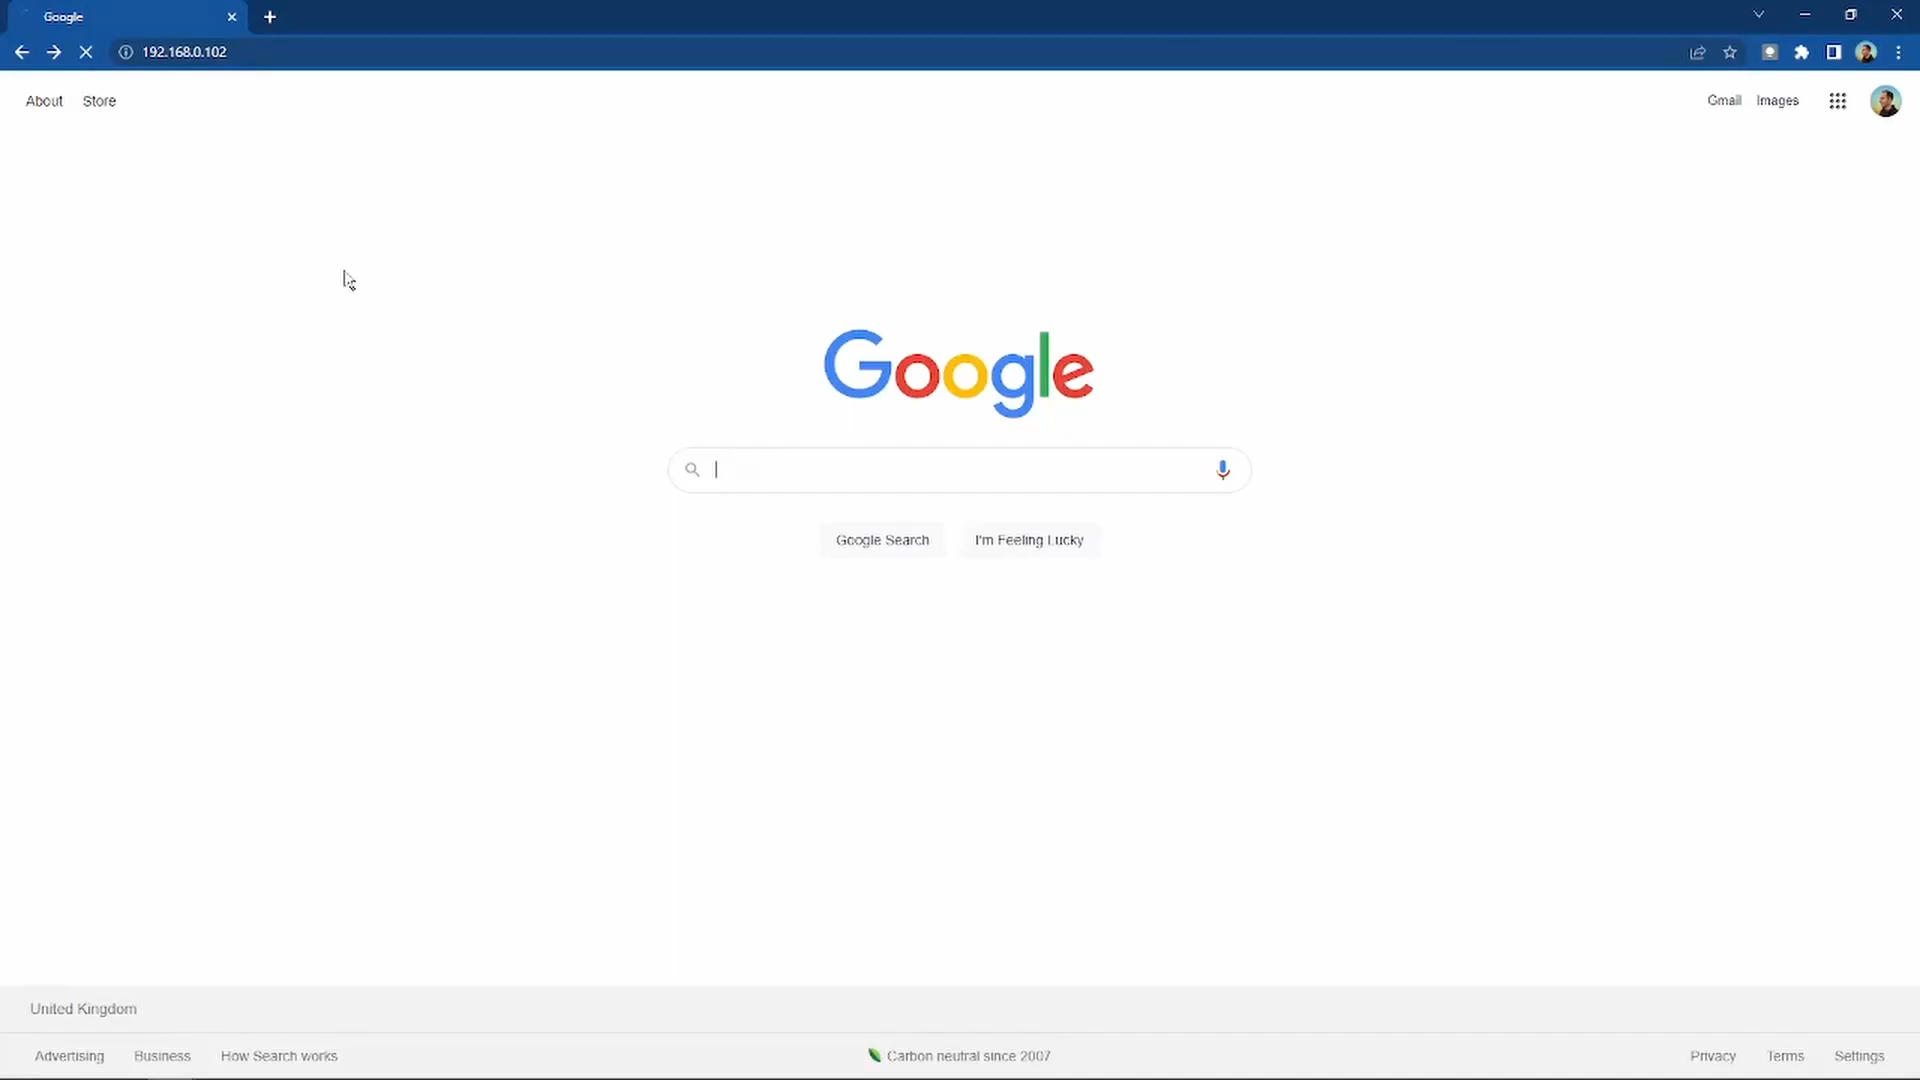 Google
192.168.0.102
About Store
Gmail Images
Google
Google Search I'm Feeling Lucky
United Kingdom
Advertising Business How Search works
Carbon neutral since 2007
Privacy Terms Settings